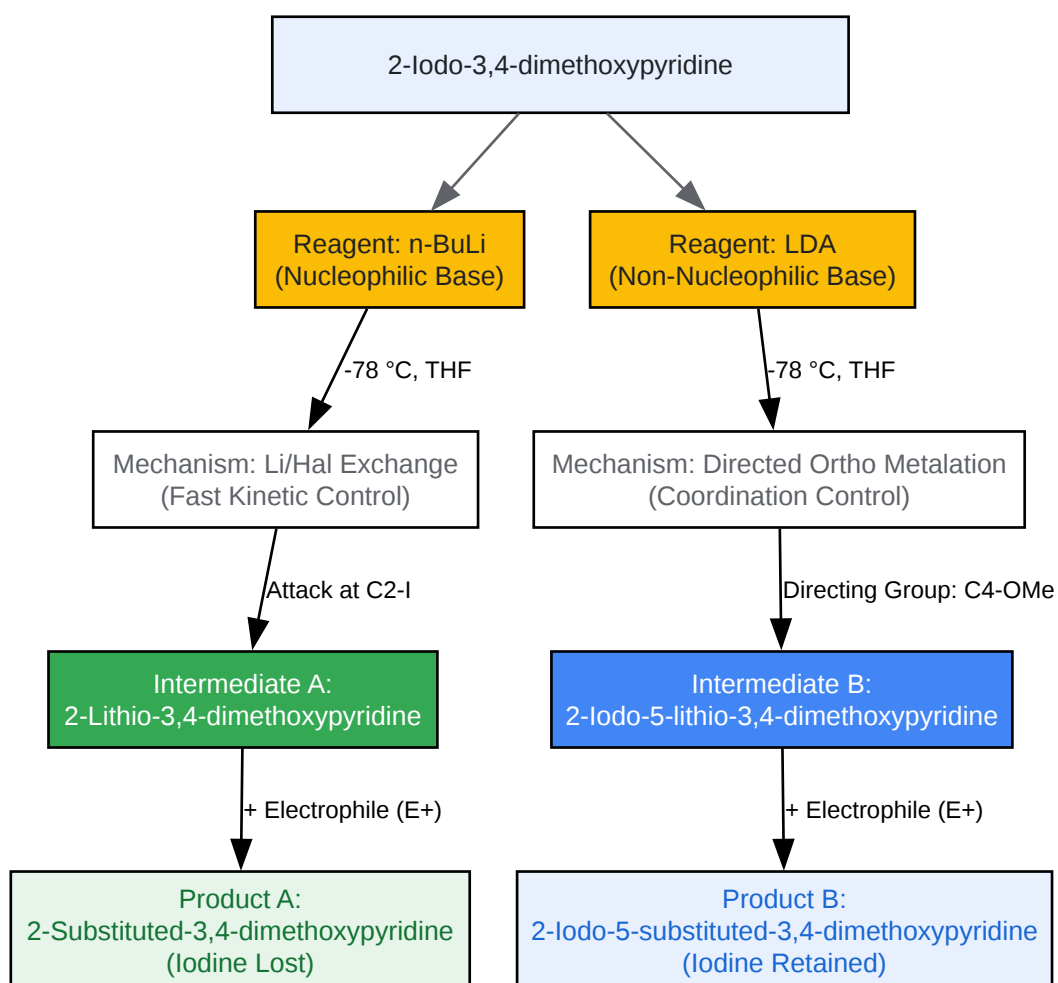 2-Iodo-3,4-dimethoxypyridine
Reagent: n-BuLi
(Nucleophilic Base)
Reagent: LDA
(Non-Nucleophilic Base)
-78 °C, THF
-78 °C, THF
Mechanism: Li/Hal Exchange
(Fast Kinetic Control)
Mechanism: Directed Ortho Metalation
(Coordination Control)
Attack at C2-I
Directing Group: C4-OMe
Intermediate A:
2-Lithio-3,4-dimethoxypyridine
Intermediate B:
2-Iodo-5-lithio-3,4-dimethoxypyridine
+ Electrophile (E+)
+ Electrophile (E+)
Product A:
2-Substituted-3,4-dimethoxypyridine
(Iodine Lost)
Product B:
2-Iodo-5-substituted-3,4-dimethoxypyridine
(Iodine Retained)